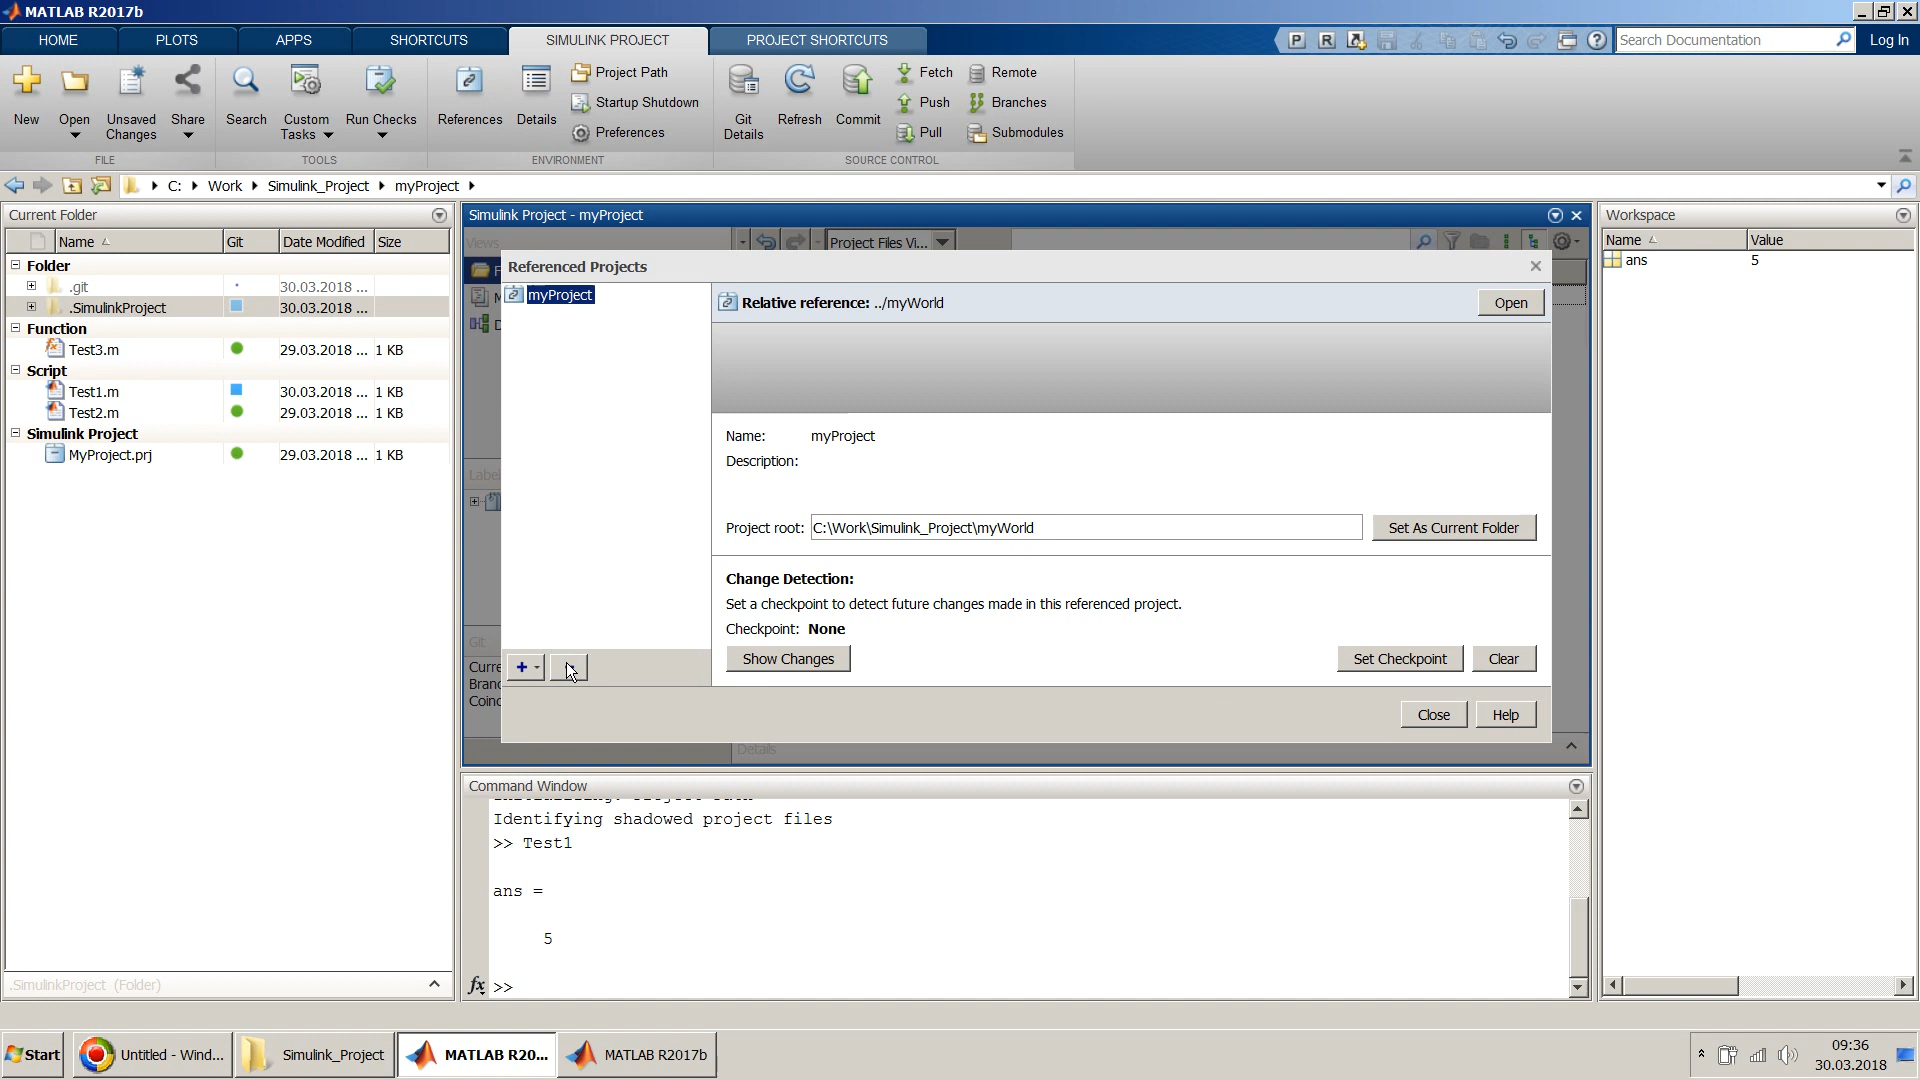 MATLAB R2017b
HOME
PLOTS
APPS
SHORTCUTS
SIMULINK PROJECT
PROJECT SHORTCUTS
Search Documentation
Log In
New
Open
Unsaved
Changes
Share
FILE
Search
Custom
Tasks
Run Checks
TOOLS
References
Details
Project Path
Startup Shutdown
Preferences
ENVIRONMENT
Git
Details
Refresh
Commit
Fetch
Push
Pull
Remote
Branches
Submodules
SOURCE CONTROL
C:
Work
Simulink_Project
myProject
Current Folder
Name
Git
Date Modified
Size
Folder
.git
30.03.2018 ...
.SimulinkProject
30.03.2018 ...
Function
Test3.m
29.03.2018 ...
1 KB
Script
Test1.m
30.03.2018 ...
1 KB
Test2.m
29.03.2018 ...
1 KB
Simulink Project
MyProject.prj
29.03.2018 ...
1 KB
.SimulinkProject (Folder)
Simulink Project - myProject
Views
Project Files Vi...
Referenced Projects
myProject
Relative reference: ../myWorld
Open
Name: myProject
Description:
Project root: C:\Work\Simulink_Project\myWorld
Set As Current Folder
Change Detection:
Set a checkpoint to detect future changes made in this referenced project.
Checkpoint: None
Show Changes
Set Checkpoint
Clear
Close
Help
Git
Details
Command Window
Identifying shadowed project files
>> Test1
ans =
5
fx >>
Workspace
Name
Value
ans
5
Start
Untitled - Wind...
Simulink_Project
MATLAB R20...
MATLAB R2017b
09:36
30.03.2018